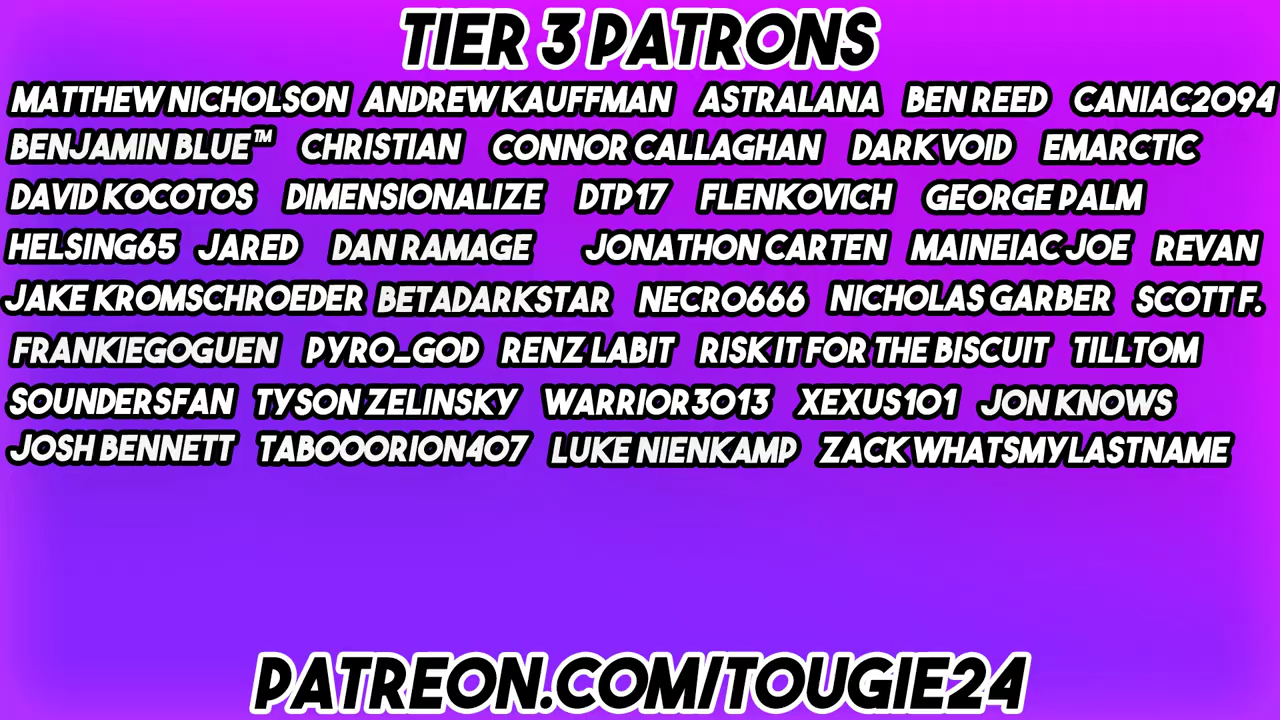 TIER 3 PATRONS
MATTHEW NICHOLSON ANDREW KAUFFMAN ASTRALANA BEN REED CANIAC2094
BENJAMIN BLUE™ CHRISTIAN CONNOR CALLAGHAN DARK VOID EMARCTIC
DAVID KOCOTOS DIMENSIONALIZE DTP17 FLENKOVICH GEORGE PALM
HELSING65 JARED DAN RAMAGE JONATHON CARTEN MAINEIAC JOE REVAN
JAKE KROMSCHROEDER BETADARKSTAR NECRO666 NICHOLAS GARBER SCOTT F.
FRANKIEGOGUEN PYRO_GOD RENZ LABIT RISK IT FOR THE BISCUIT TILLTOM
SOUNDERSFAN TYSON ZELINSKY WARRIOR3013 XEXUS101 JON KNOWS
JOSH BENNETT TABOOORION407 LUKE NIENKAMP ZACK WHATSMYLASTNAME
PATREON.COM/TOUGIE24